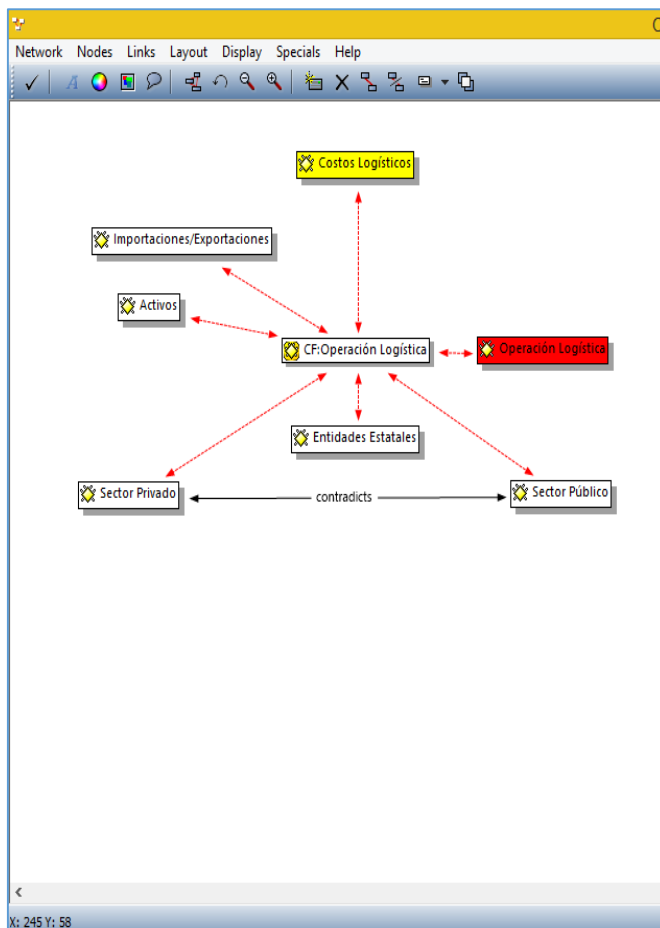 Network Nodes Links Layout Display Specials Help
Costos Logísticos
Importaciones/Exportaciones
Activos
CF:Operación Logística
Operación Logística
Entidades Estatales
Sector Privado
contradicts
Sector Público
X: 245 Y: 58